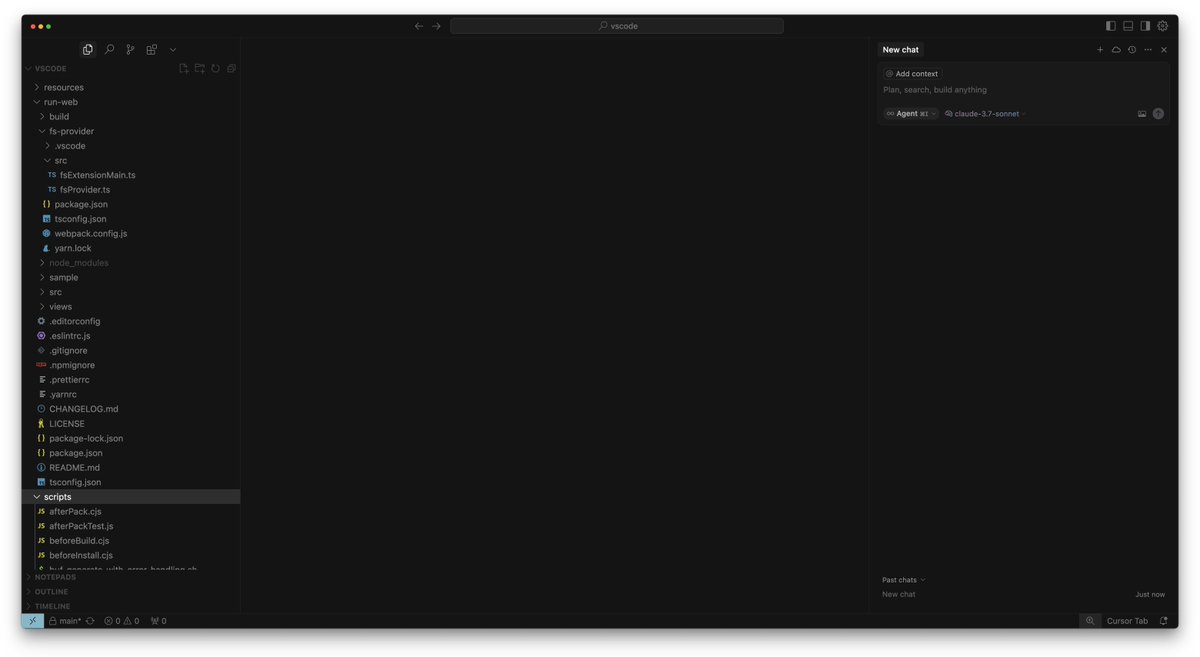 vscode
VSCODE
resources
run-web
build
fs-provider
.vscode
src
TS fsExtensionMain.ts
TS fsProvider.ts
{} package.json
TS tsconfig.json
webpack.config.js
yarn.lock
node_modules
sample
src
views
.editorconfig
.eslintrc.js
.gitignore
.npmignore
.prettierrc
.yarnrc
CHANGELOG.md
LICENSE
{} package-lock.json
{} package.json
README.md
TS tsconfig.json
scripts
JS afterPack.cjs
JS afterPackTest.js
JS beforeBuild.cjs
JS beforeInstall.cjs
$ buf_generate_with_error_handling.sh
NOTEPADS
OUTLINE
TIMELINE
main* 0 0 0
New chat
@ Add context
Plan, search, build anything
∞ Agent ⌘I claude-3.7-sonnet
Past chats
New chat Just now
Cursor Tab